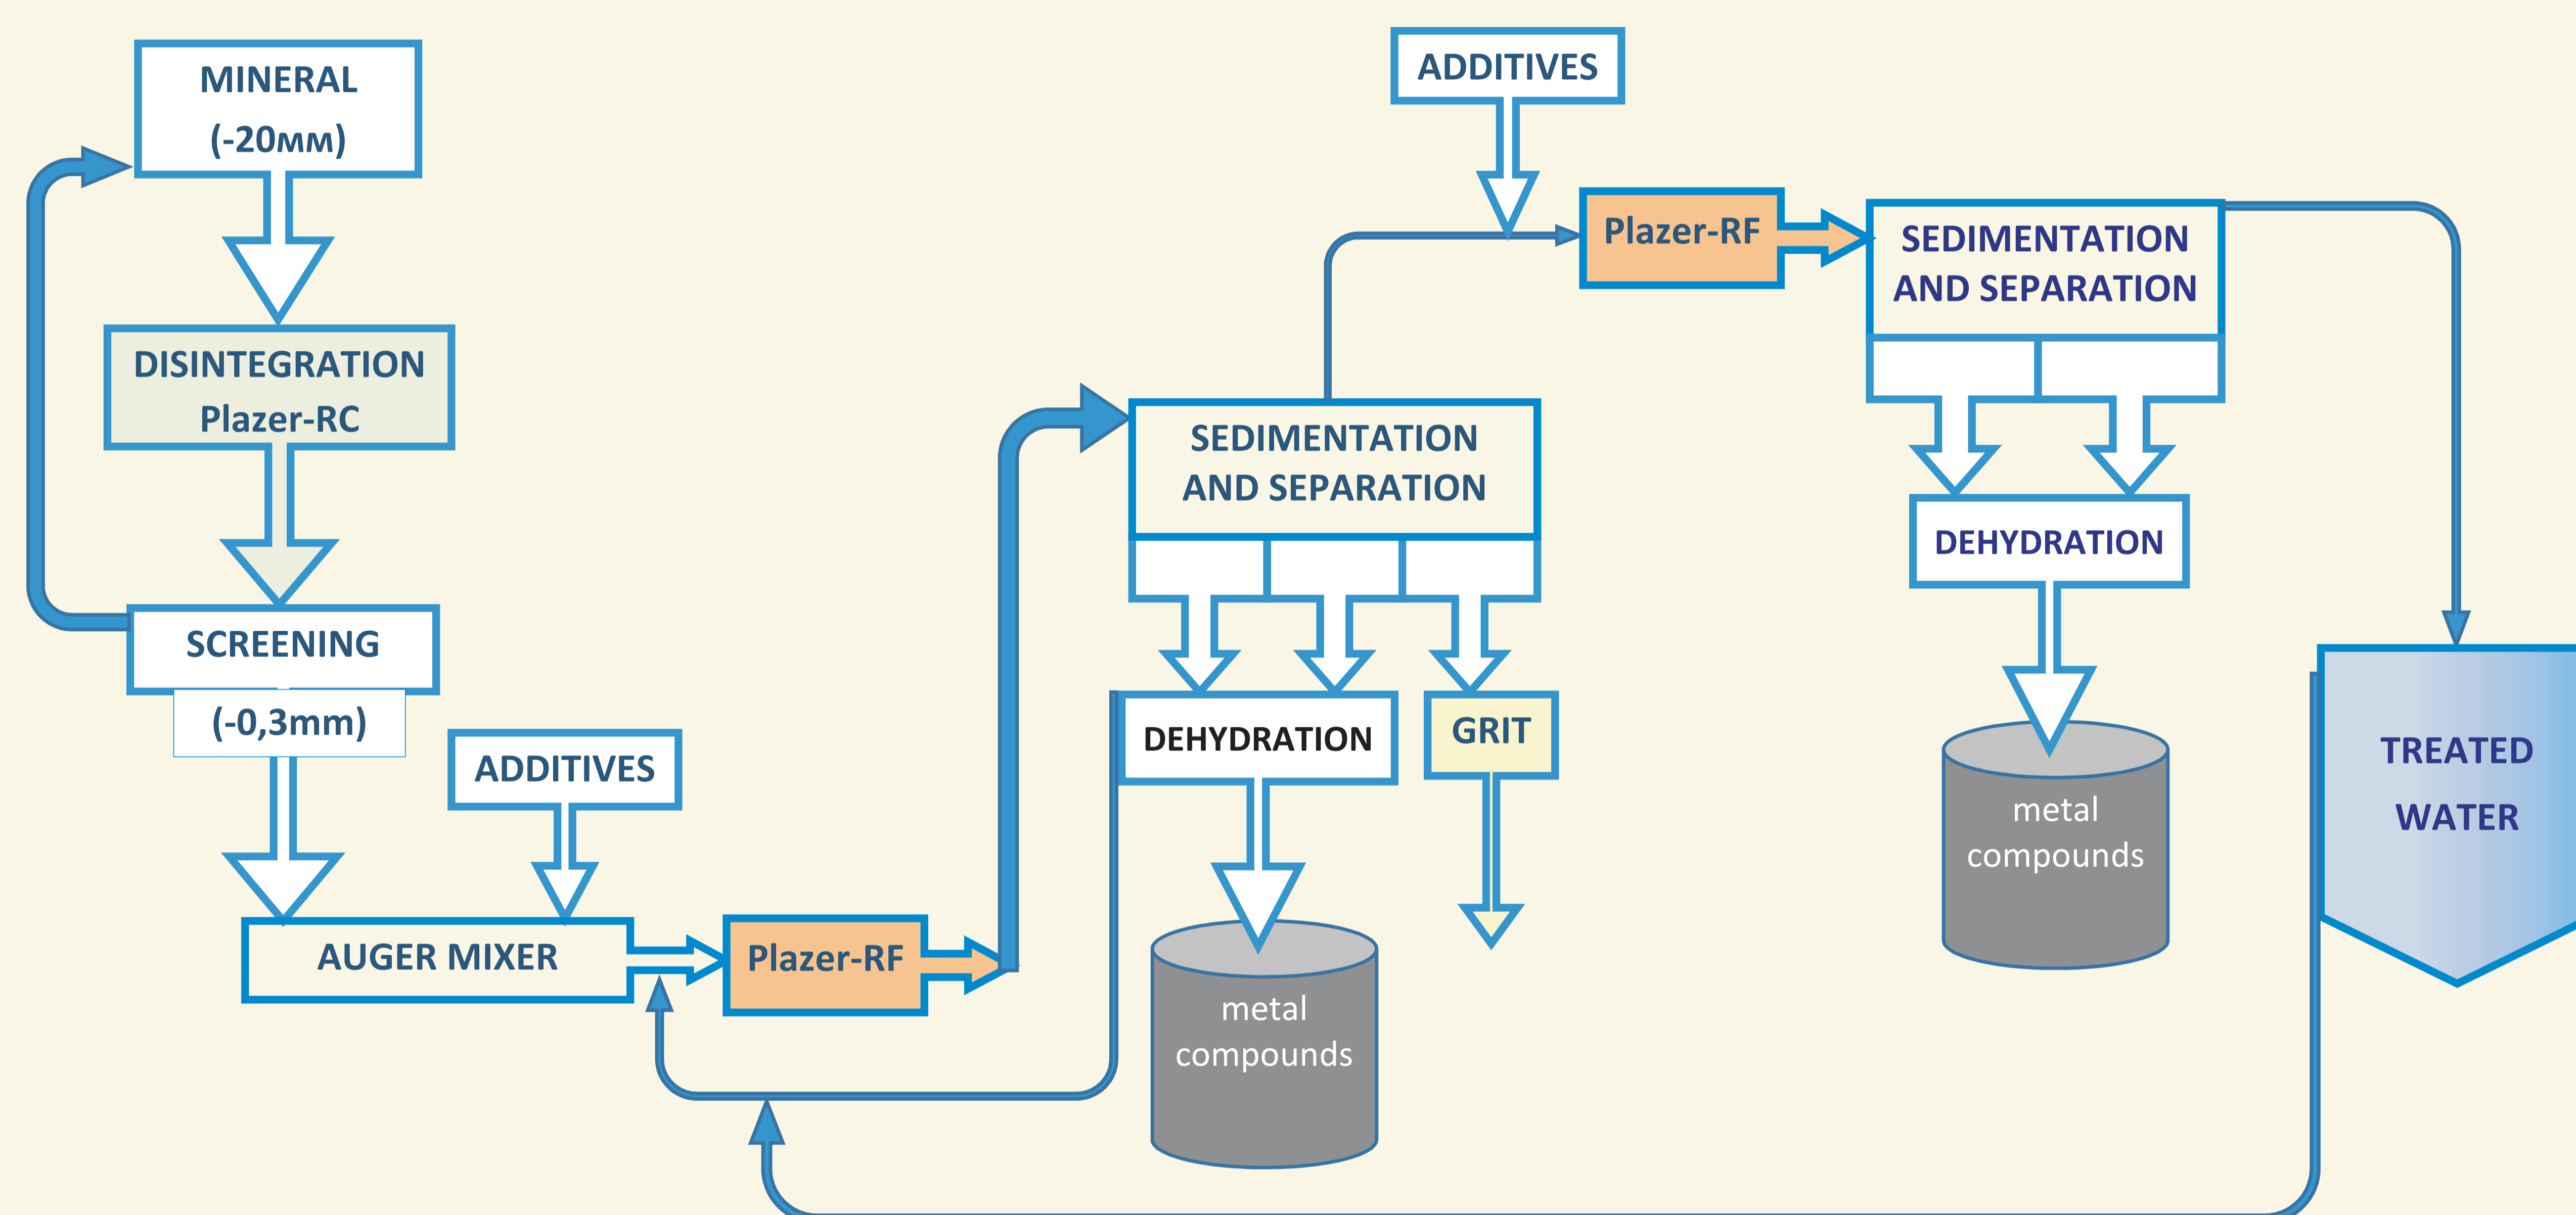 MINERAL
(-20мм)
DISINTEGRATION
Plazer-RC
SCREENING
(-0,3mm)
ADDITIVES
AUGER MIXER
Plazer-RF
SEDIMENTATION
AND SEPARATION
DEHYDRATION
GRIT
metal
compounds
ADDITIVES
Plazer-RF
SEDIMENTATION
AND SEPARATION
DEHYDRATION
metal
compounds
TREATED
WATER